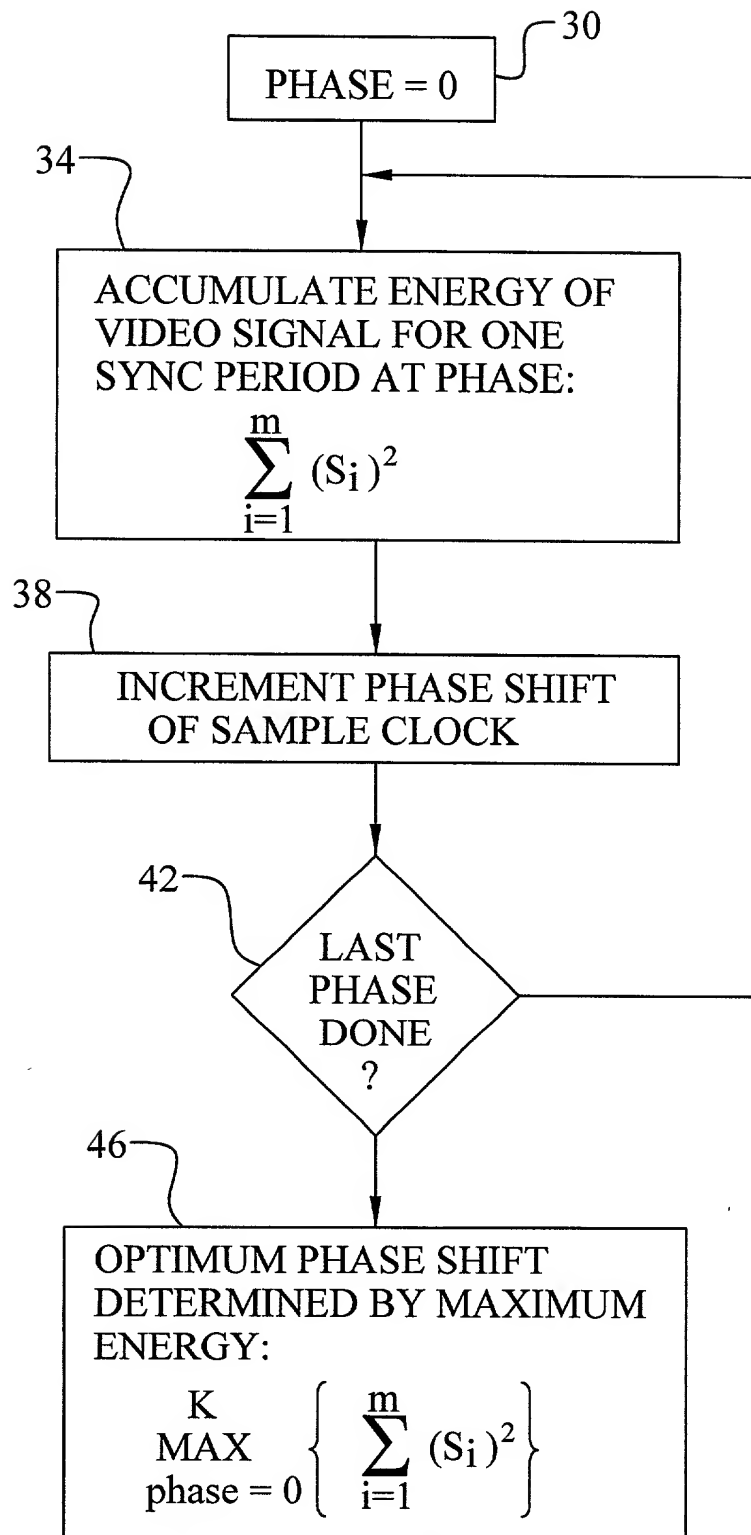 30
PHASE = 0
34
ACCUMULATE ENERGY OF
VIDEO SIGNAL FOR ONE
SYNC PERIOD AT PHASE:
m
∑ (Si)²
i=1
38
INCREMENT PHASE SHIFT
OF SAMPLE CLOCK
42
LAST
PHASE
DONE
?
46
OPTIMUM PHASE SHIFT
DETERMINED BY MAXIMUM
ENERGY:
K m
MAX { ∑ (Si)² }
phase = 0 i=1